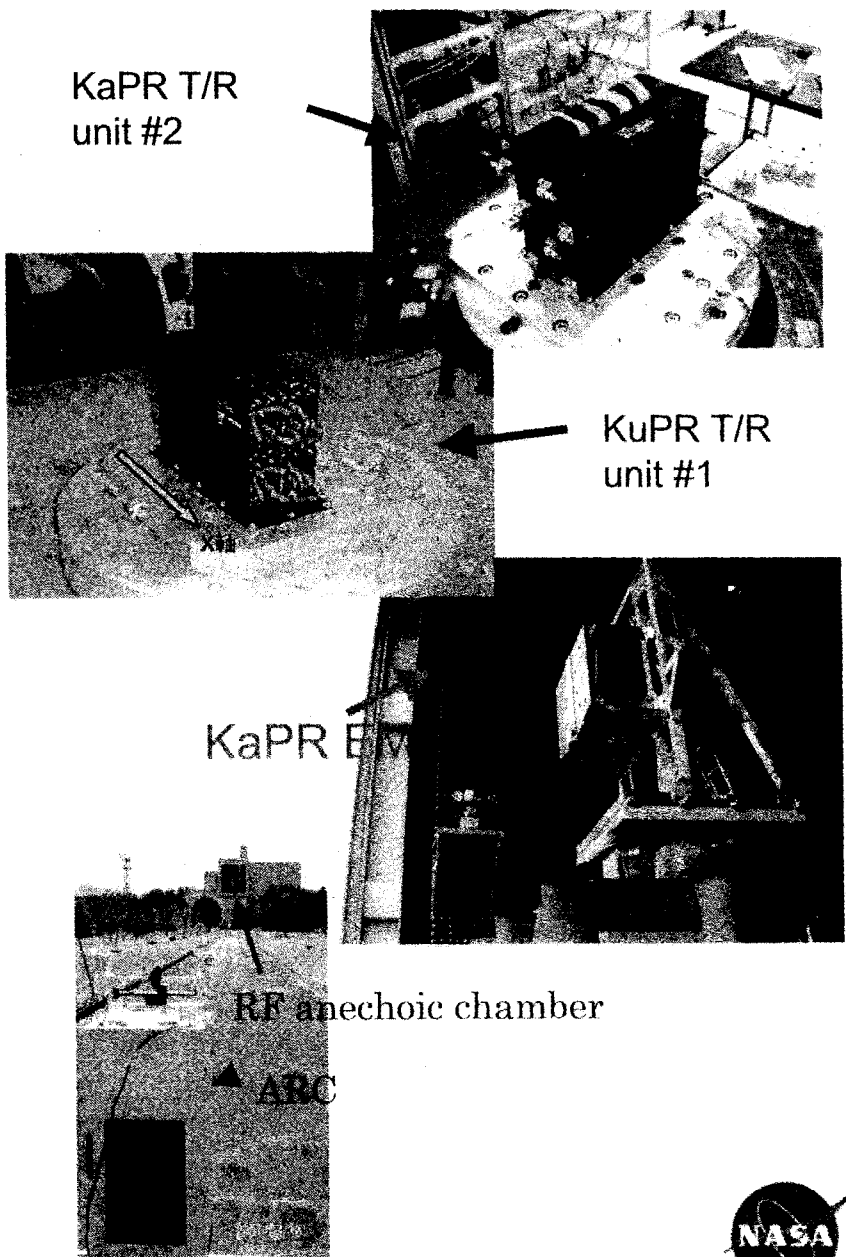 KaPR T/R
unit #2
KuPR T/R
unit #1
KaPR
RF anechoic chamber
ARC
NASA